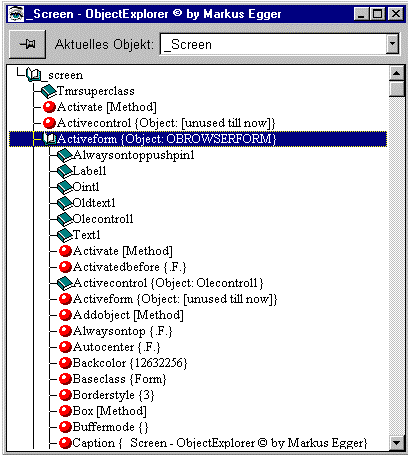 _Screen - ObjectExplorer © by Markus Egger
Aktuelles Objekt: _Screen
_screen
Tmrsuperclass
Activate [Method]
Activecontrol {Object: [unused till now]}
Activeform {Object: OBROWSERFORM}
Alwaysontoppushpin1
Label1
Oint1
Oldtext1
Olecontrol1
Text1
Activate [Method]
Activatedbefore {.F.}
Activecontrol {Object: Olecontrol1}
Activeform {Object: [unused till now]}
Addobject [Method]
Alwaysontop {.F.}
Autocenter {.F.}
Backcolor {12632256}
Baseclass {Form}
Borderstyle {3}
Box [Method]
Buffermode {}
Caption {_Screen - ObjectExplorer © by Markus Egger}